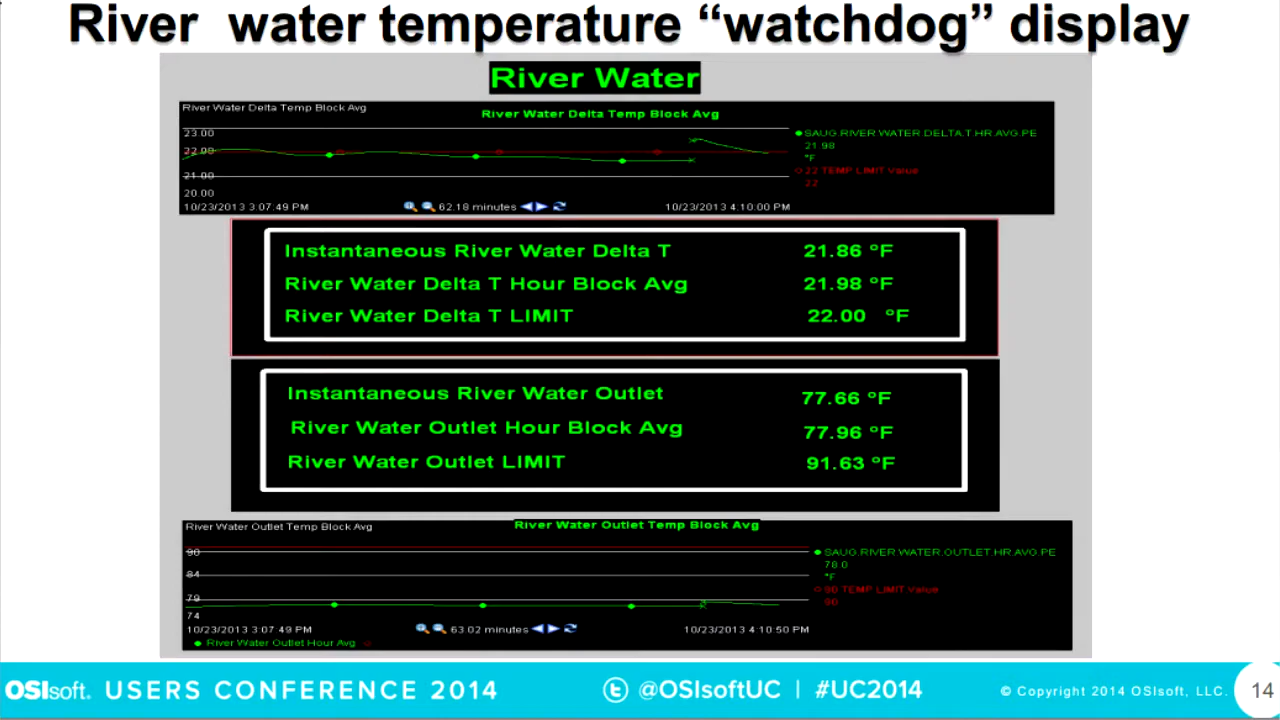 River water temperature “watchdog” display
River Water
River Water Delta Temp Block Avg
River Water Delta Temp Block Avg
23.00
22.00
21.00
20.00
SAUG.RIVER.WATER.DELTA.T.HR.AVG.PE
21.98
°F
22 TEMP LIMIT Value
22
10/23/2013 3:07:49 PM
62.18 minutes
10/23/2013 4:10:00 PM
Instantaneous River Water Delta T 21.86 °F
River Water Delta T Hour Block Avg 21.98 °F
River Water Delta T LIMIT 22.00 °F
Instantaneous River Water Outlet 77.66 °F
River Water Outlet Hour Block Avg 77.96 °F
River Water Outlet LIMIT 91.63 °F
River Water Outlet Temp Block Avg
River Water Outlet Temp Block Avg
90
84
79
74
SAUG.RIVER.WATER.OUTLET.HR.AVG.PE
78.0
°F
90 TEMP LIMIT Value
90
10/23/2013 3:07:49 PM
63.02 minutes
10/23/2013 4:10:50 PM
River Water Outlet Hour Avg
OSIsoft. USERS CONFERENCE 2014
@OSIsoftUC | #UC2014
© Copyright 2014 OSIsoft, LLC.
14